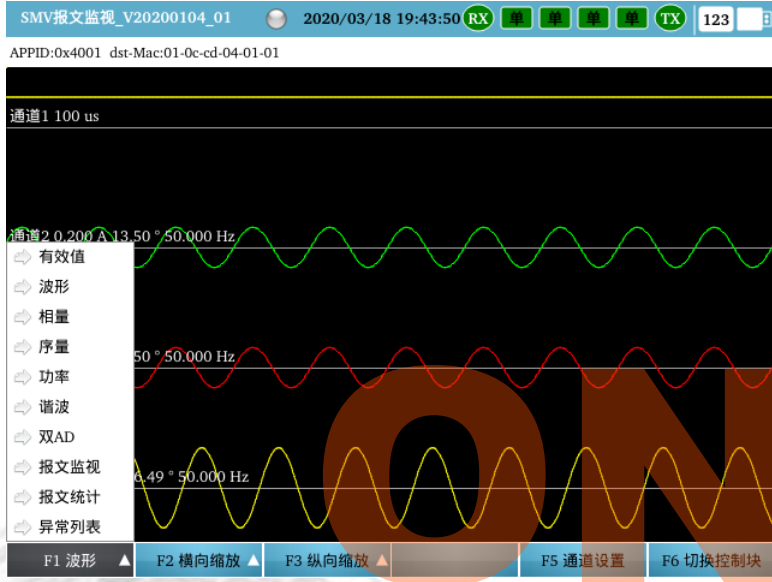 SMV报文监视_V20200104_01 2020/03/18 19:43:50 RX 单 单 单 单 TX 123
APPID:0x4001 dst-Mac:01-0c-cd-04-01-01
通道1 100 us
通道2 0.200 A 13.50 ° 50.000 Hz
有效值
波形
相量
序量
50 ° 50.000 Hz
功率
谐波
双AD
报文监视
6.49 ° 50.000 Hz
报文统计
异常列表
F1 波形 F2 横向缩放 F3 纵向缩放 F5 通道设置 F6 切换控制块
ON